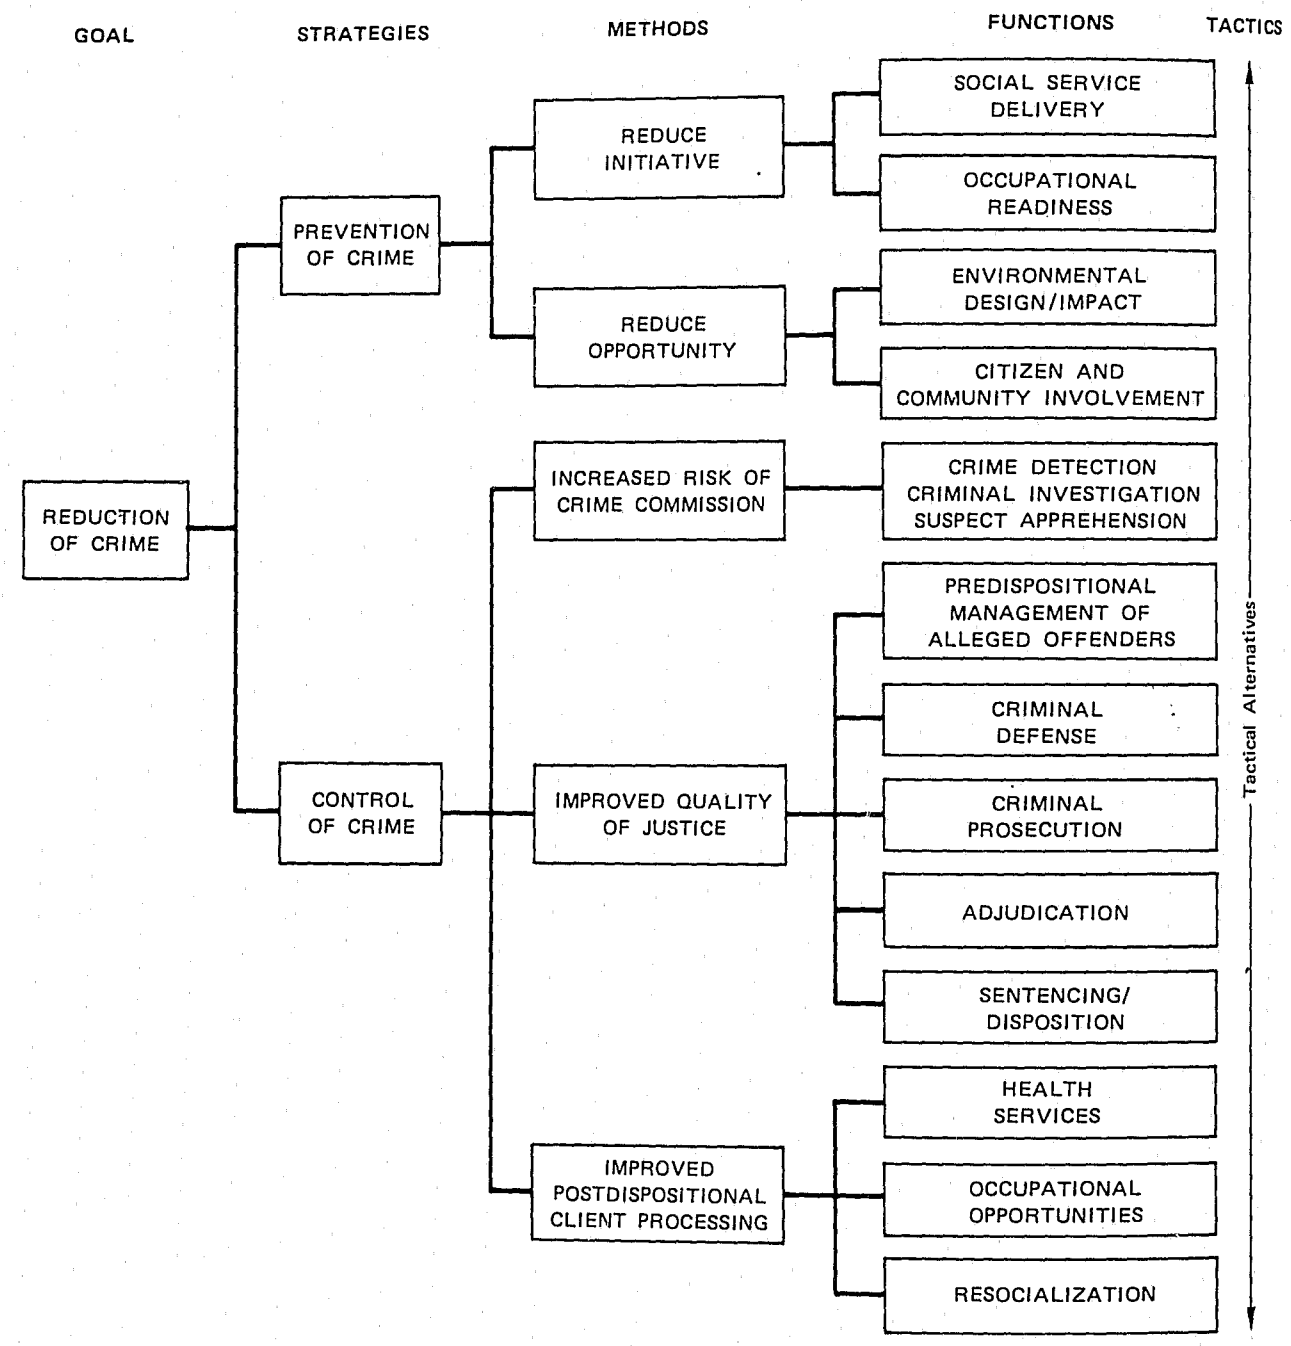 GOAL
STRATEGIES
METHODS
FUNCTIONS
TACTICS
REDUCTION
OF CRIME
PREVENTION
OF CRIME
CONTROL
OF CRIME
REDUCE
INITIATIVE
REDUCE
OPPORTUNITY
INCREASED RISK OF
CRIME COMMISSION
IMPROVED QUALITY
OF JUSTICE
IMPROVED
POSTDISPOSITIONAL
CLIENT PROCESSING
SOCIAL SERVICE
DELIVERY
OCCUPATIONAL
READINESS
ENVIRONMENTAL
DESIGN/IMPACT
CITIZEN AND
COMMUNITY INVOLVEMENT
CRIME DETECTION
CRIMINAL INVESTIGATION
SUSPECT APPREHENSION
PREDISPOSITIONAL
MANAGEMENT OF
ALLEGED OFFENDERS
CRIMINAL
DEFENSE
CRIMINAL
PROSECUTION
ADJUDICATION
SENTENCING/
DISPOSITION
HEALTH
SERVICES
OCCUPATIONAL
OPPORTUNITIES
RESOCIALIZATION
Tactical Alternatives